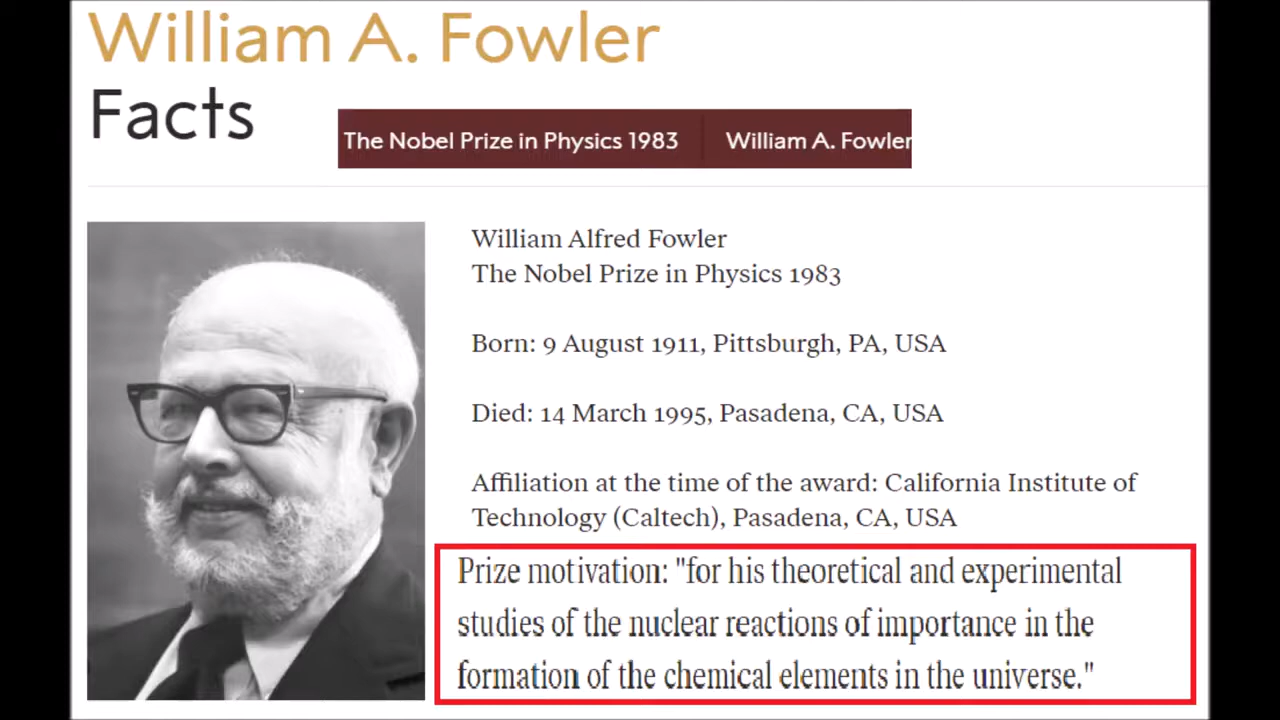 William A. Fowler
Facts
The Nobel Prize in Physics 1983
William A. Fowler
William Alfred Fowler
The Nobel Prize in Physics 1983
Born: 9 August 1911, Pittsburgh, PA, USA
Died: 14 March 1995, Pasadena, CA, USA
Affiliation at the time of the award: California Institute of
Technology (Caltech), Pasadena, CA, USA
Prize motivation: "for his theoretical and experimental
studies of the nuclear reactions of importance in the
formation of the chemical elements in the universe."